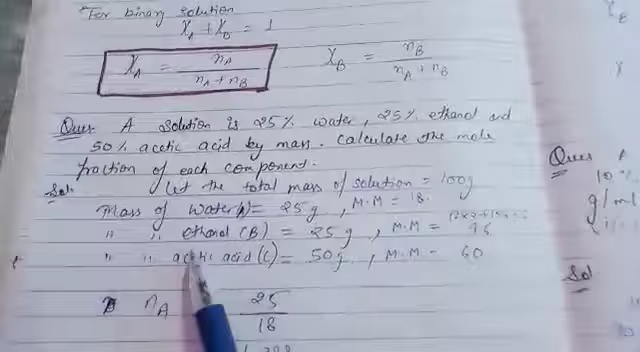 For binary solution
X_A + X_B = 1
X_A = n_A / n_A + n_B
X_B = n_B / n_A + n_B
Ques: A solution is 25% water, 25% ethanol and
50% acetic acid by mass. Calculate the mole
fraction of each component.
Sol: Let the total mass of solution = 100g
Mass of water(A) = 25 g, M.M = 18.
" " ethanol (B) = 25 g, M.M =
" " acetic acid (C) = 50g, M.M = 60
n_A 25 / 18
Ques
10 %
g/ml
Sol